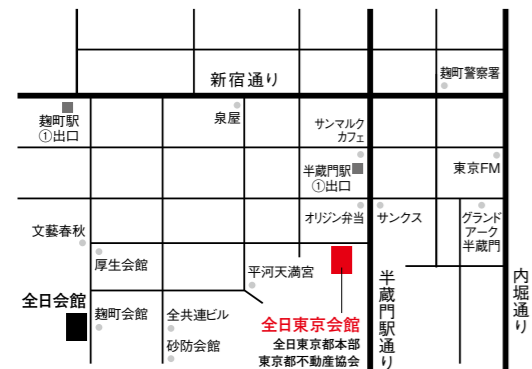 新宿通り
麹町警察署
麹町駅
①出口
泉屋
サンマルク
カフェ
半蔵門駅
①出口
東京FM
オリジン弁当
サンクス
グランド
アーク
半蔵門
文藝春秋
厚生会館
平河天満宮
半蔵門駅通り
内堀通り
全日会館
麹町会館
全共連ビル
砂防会館
全日東京会館
全日東京都本部
東京都不動産協会